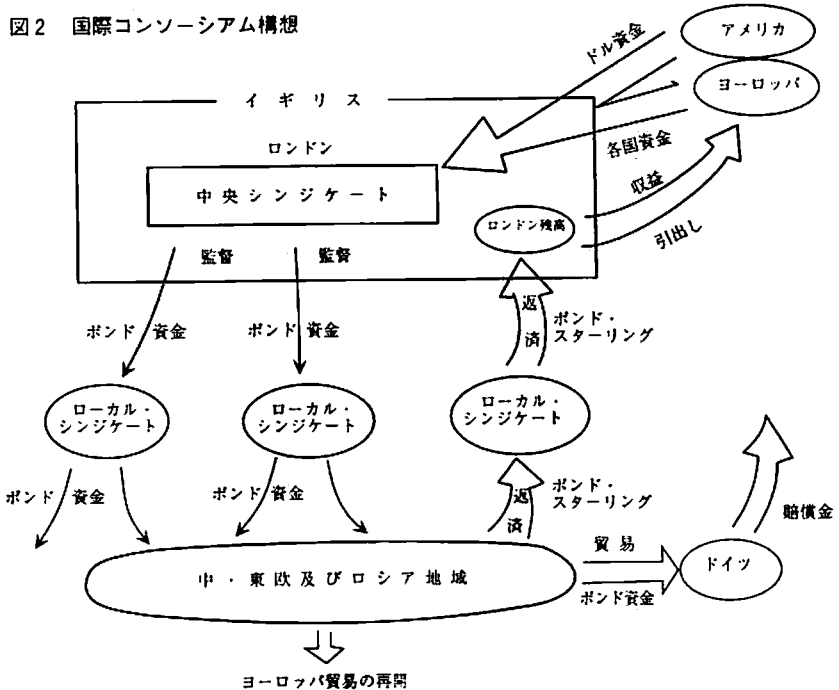 図2 国際コンソーシアム構想
アメリカ
ヨーロッパ
ドル資金
各国資金
イギリス
ロンドン
中央シンジケート
ロンドン残高
収益
引出し
監督
監督
ポンド資金
ポンド資金
返済
ポンド・
スターリング
ローカル・
シンジケート
ローカル・
シンジケート
ローカル・
シンジケート
ポンド資金
ポンド資金
返済
ポンド・
スターリング
賠償金
中・東欧及びロシア地域
貿易
ポンド資金
ドイツ
ヨーロッパ貿易の再開